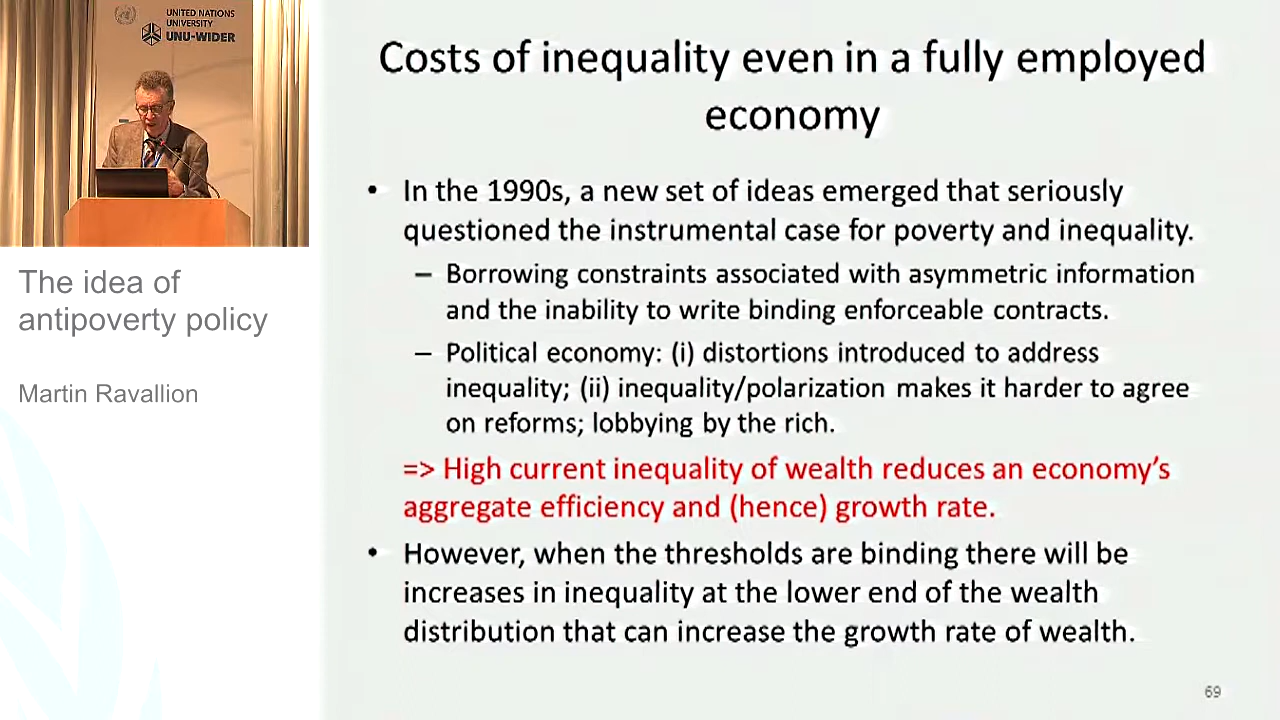 UNITED NATIONS
UNIVERSITY
UNU-WIDER
The idea of
antipoverty policy
Martin Ravallion
Costs of inequality even in a fully employed
economy
• In the 1990s, a new set of ideas emerged that seriously
questioned the instrumental case for poverty and inequality.
– Borrowing constraints associated with asymmetric information
and the inability to write binding enforceable contracts.
– Political economy: (i) distortions introduced to address
inequality; (ii) inequality/polarization makes it harder to agree
on reforms; lobbying by the rich.
=> High current inequality of wealth reduces an economy’s
aggregate efficiency and (hence) growth rate.
• However, when the thresholds are binding there will be
increases in inequality at the lower end of the wealth
distribution that can increase the growth rate of wealth.
69